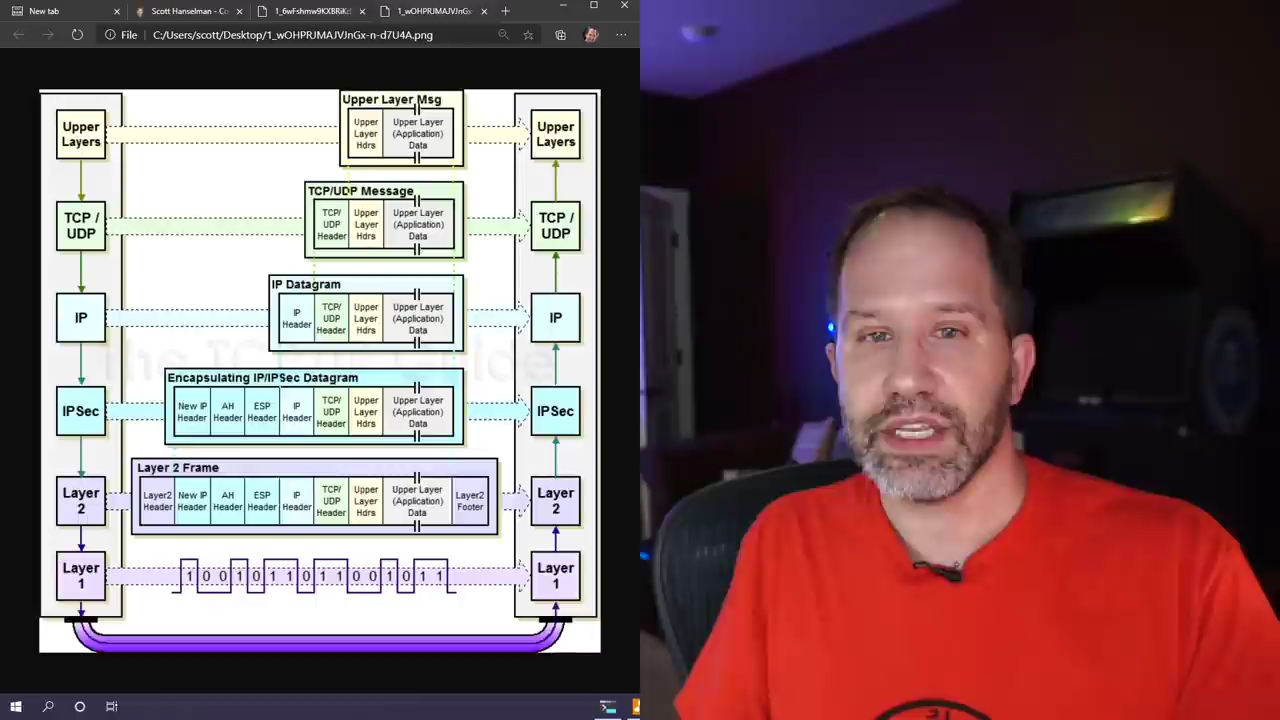 New tab
Scott Hanselman - Co
1_6wFshmw9KXBRiKc
1_wOHPRJMAJVJnGx
File
C:/Users/scott/Desktop/1_wOHPRJMAJVJnGx-n-d7U4A.png
Upper Layer Msg
Upper Layers
Upper Layer Hdrs
Upper Layer (Application) Data
Upper Layers
TCP/UDP Message
TCP / UDP
TCP/ UDP Header
Upper Layer Hdrs
Upper Layer (Application) Data
TCP / UDP
IP Datagram
IP
IP Header
TCP/ UDP Header
Upper Layer Hdrs
Upper Layer (Application) Data
IP
The TCP/IP Guide
Encapsulating IP/IPSec Datagram
IPSec
New IP Header
AH Header
ESP Header
IP Header
TCP/ UDP Header
Upper Layer Hdrs
Upper Layer (Application) Data
IPSec
Layer 2 Frame
Layer 2
Layer2 Header
New IP Header
AH Header
ESP Header
IP Header
TCP/ UDP Header
Upper Layer Hdrs
Upper Layer (Application) Data
Layer2 Footer
Layer 2
Layer 1
1 0 0 1 0 1 1 0 1 1 0 0 1 0 1 1
Layer 1